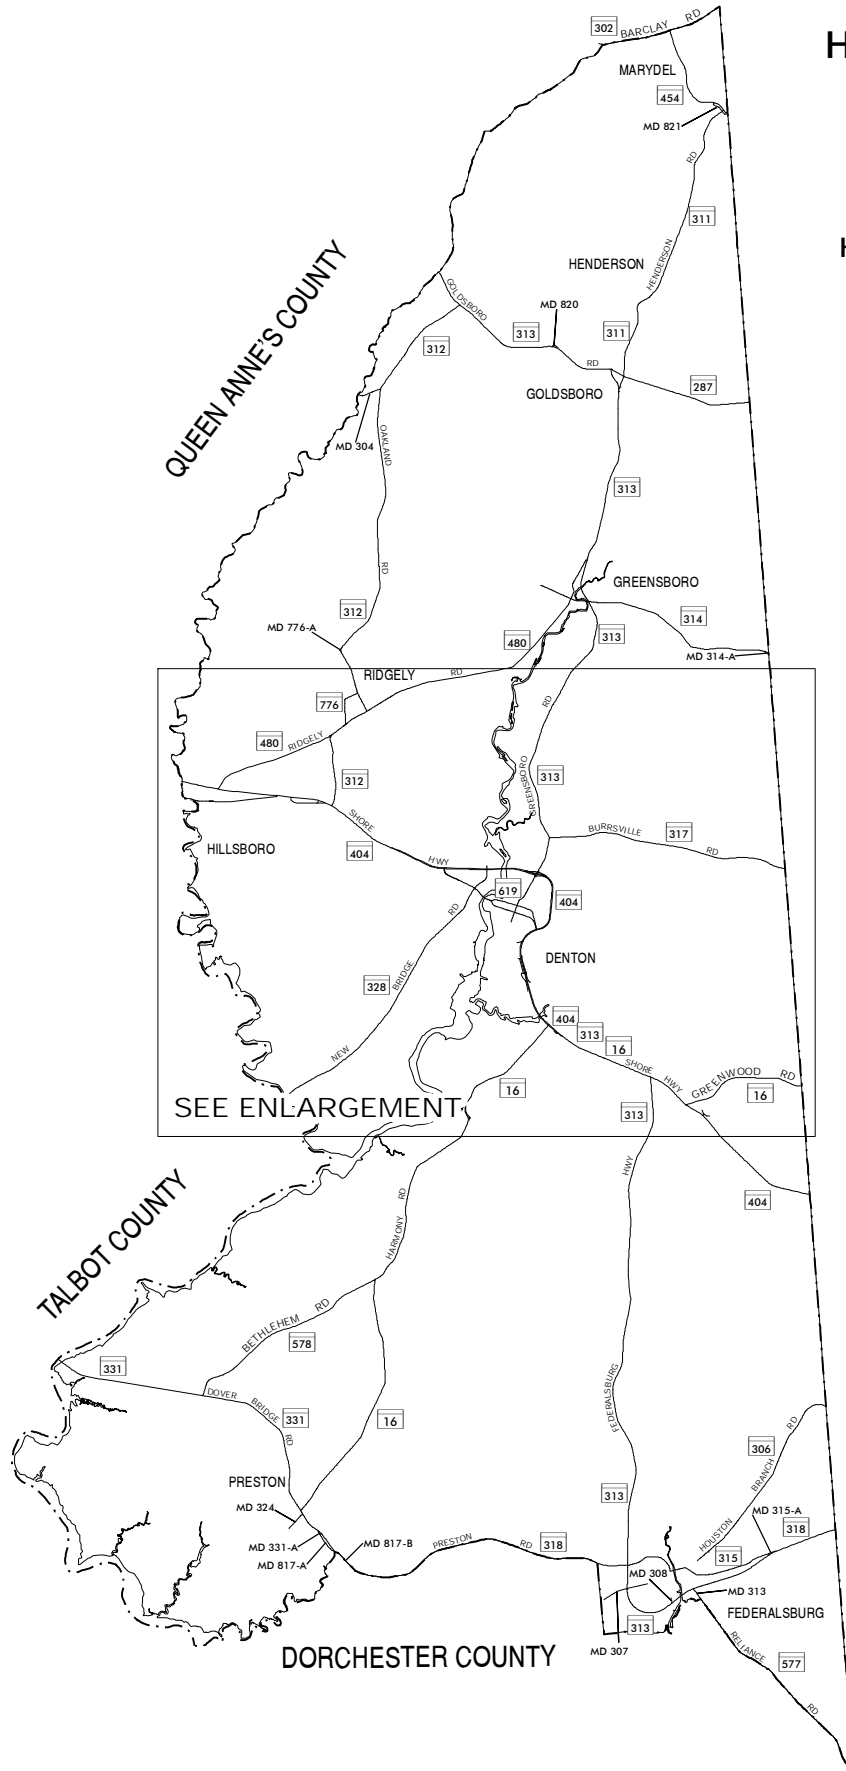 302
BARCLAY RD
H
MARYDEL
454
MD 821
RD
311
HENDERSON
H
HENDERSON
QUEEN ANNE'S COUNTY
GOLDSBORO
MD 820
313
311
312
RD
287
GOLDSBORO
MD 304
OAKLAND
313
RD
GREENSBORO
312
314
MD 776-A
480
313
MD 314-A
RIDGELY
RD
776
RD
480
RIDGELY
312
GREENSBORO
313
SHORE
BURRSVILLE
317
HILLSBORO
404
RD
HWY
619
404
RD
DENTON
328
BRIDGE
404
313
16
NEW
SHORE
HWY
GREENWOOD RD
16
16
SEE ENLARGEMENT
313
HWY
TALBOT COUNTY
RD
404
HARMONY
BETHLEHEM RD
578
331
DOVER
BRIDGE
RD
331
16
FEDERALSBURG
RD
306
BRANCH
PRESTON
313
MD 324
MD 315-A
HOUSTON
318
MD 331-A
MD 817-B
PRESTON
RD
318
MD 817-A
315
MD 308
MD 313
FEDERALSBURG
313
DORCHESTER COUNTY
MD 307
RELIANCE
577
RD